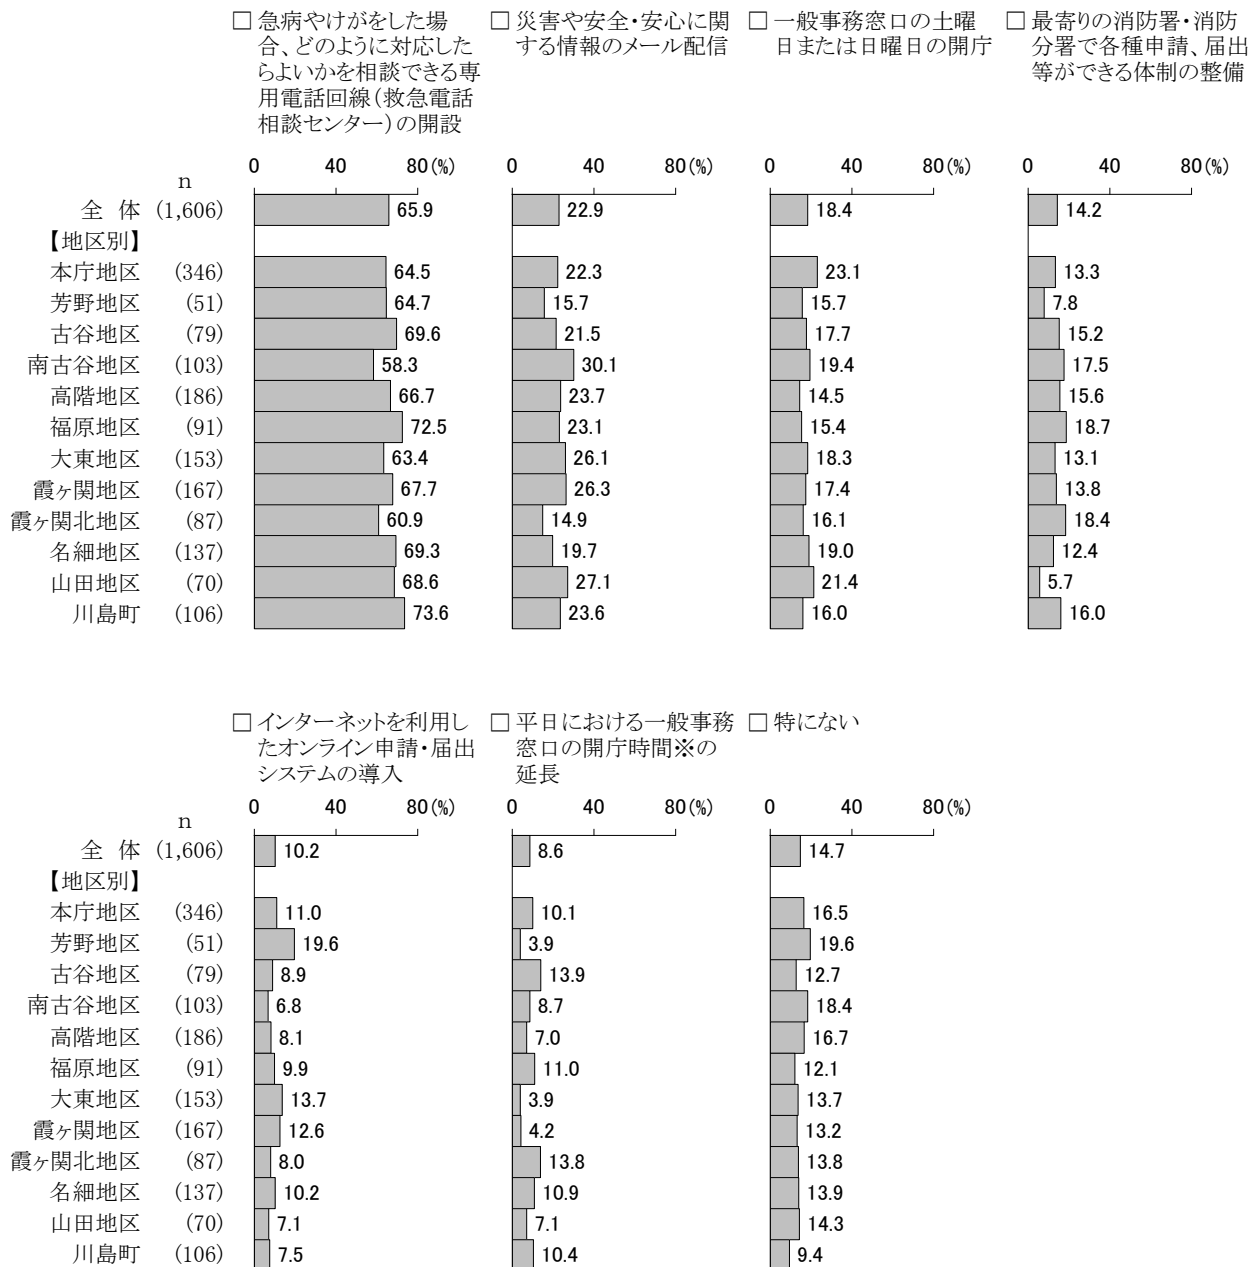 □ 急病やけがをした場
合、どのように対応した
らよいかを相談できる専
用電話回線（救急電話
相談センター）の開設
□ 災害や安全・安心に関
する情報のメール配信
□ 一般事務窓口の土曜
日または日曜日の開庁
□ 最寄りの消防署・消防
分署で各種申請、届出
等ができる体制の整備
0 40 80(%) 0 40 80(%) 0 40 80(%) 0 40 80(%)
n
全 体 (1,606) 65.9 22.9 18.4 14.2
【地区別】
本庁地区 (346) 64.5 22.3 23.1 13.3
芳野地区 (51) 64.7 15.7 15.7 7.8
古谷地区 (79) 69.6 21.5 17.7 15.2
南古谷地区 (103) 58.3 30.1 19.4 17.5
高階地区 (186) 66.7 23.7 14.5 15.6
福原地区 (91) 72.5 23.1 15.4 18.7
大東地区 (153) 63.4 26.1 18.3 13.1
霞ヶ関地区 (167) 67.7 26.3 17.4 13.8
霞ヶ関北地区 (87) 60.9 14.9 16.1 18.4
名細地区 (137) 69.3 19.7 19.0 12.4
山田地区 (70) 68.6 27.1 21.4 5.7
川島町 (106) 73.6 23.6 16.0 16.0
□ インターネットを利用し
たオンライン申請・届出
システムの導入
□ 平日における一般事務
窓口の開庁時間※の
延長
□ 特にない
0 40 80(%) 0 40 80(%) 0 40 80(%)
n
全 体 (1,606) 10.2 8.6 14.7
【地区別】
本庁地区 (346) 11.0 10.1 16.5
芳野地区 (51) 19.6 3.9 19.6
古谷地区 (79) 8.9 13.9 12.7
南古谷地区 (103) 6.8 8.7 18.4
高階地区 (186) 8.1 7.0 16.7
福原地区 (91) 9.9 11.0 12.1
大東地区 (153) 13.7 3.9 13.7
霞ヶ関地区 (167) 12.6 4.2 13.2
霞ヶ関北地区 (87) 8.0 13.8 13.8
名細地区 (137) 10.2 10.9 13.9
山田地区 (70) 7.1 7.1 14.3
川島町 (106) 7.5 10.4 9.4